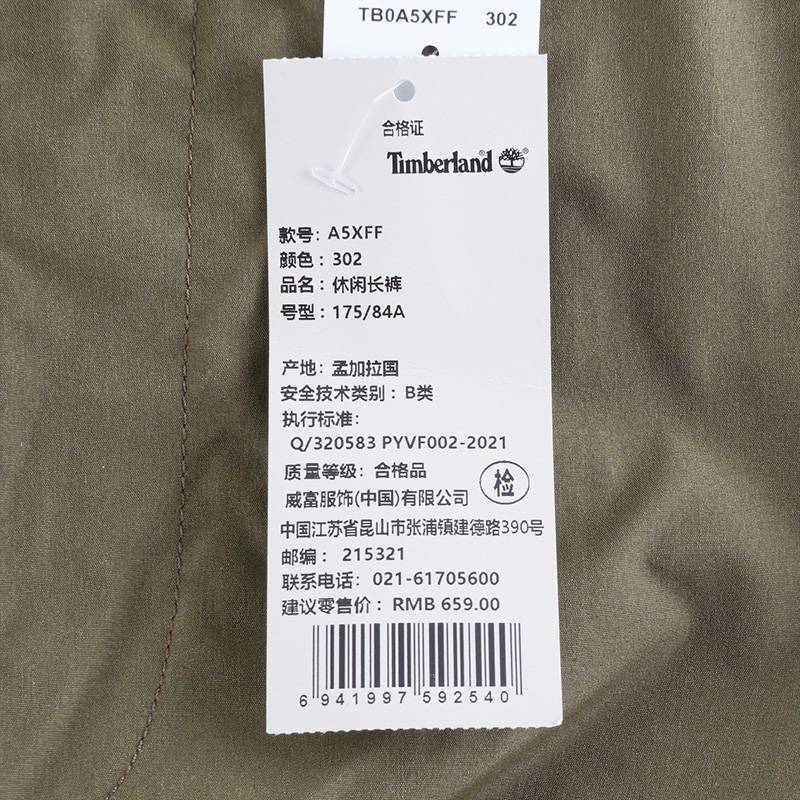 TB0A5XFF 302
合格证
Timberland®
款号: A5XFF
颜色: 302
品名: 休闲长裤
号型: 175/84A
产地: 孟加拉国
安全技术类别: B类
执行标准:
Q/320583 PYVF002-2021
质量等级: 合格品
检
威富服饰(中国)有限公司
中国江苏省昆山市张浦镇建德路390号
邮编: 215321
联系电话: 021-61705600
建议零售价: RMB 659.00
6 941997 592540